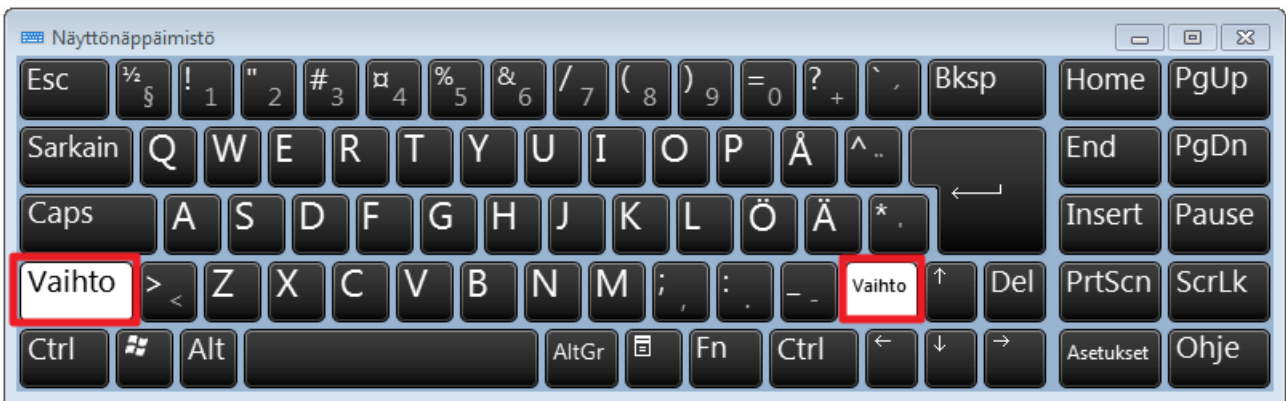 Näyttönäppäimistö
Esc ½ § ! 1 " 2 # 3 ¤ 4 % 5 & 6 / 7 ( 8 ) 9 = 0 ? + ` ´ Bksp Home PgUp
Sarkain Q W E R T Y U I O P Å ^ ¨ End PgDn
Caps A S D F G H J K L Ö Ä * ' Insert Pause
Vaihto > < Z X C V B N M ; , : . _ - Vaihto ↑ Del PrtScn ScrLk
Ctrl Alt AltGr Fn Ctrl ← ↓ → Asetukset Ohje